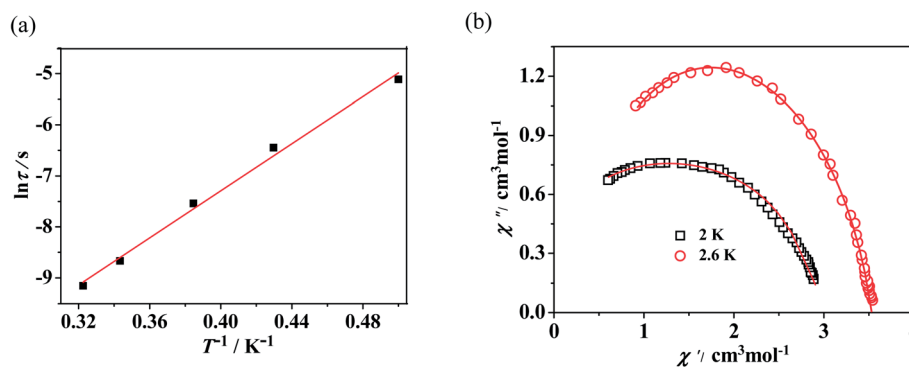 (a)
lnτ / s
-5
-6
-7
-8
-9
0.32 0.36 0.40 0.44 0.48
T⁻¹ / K⁻¹
(b)
χ″/ cm³mol⁻¹
1.2
0.9
0.6
0.3
0.0
2 K
2.6 K
0 1 2 3 4
χ′/ cm³mol⁻¹